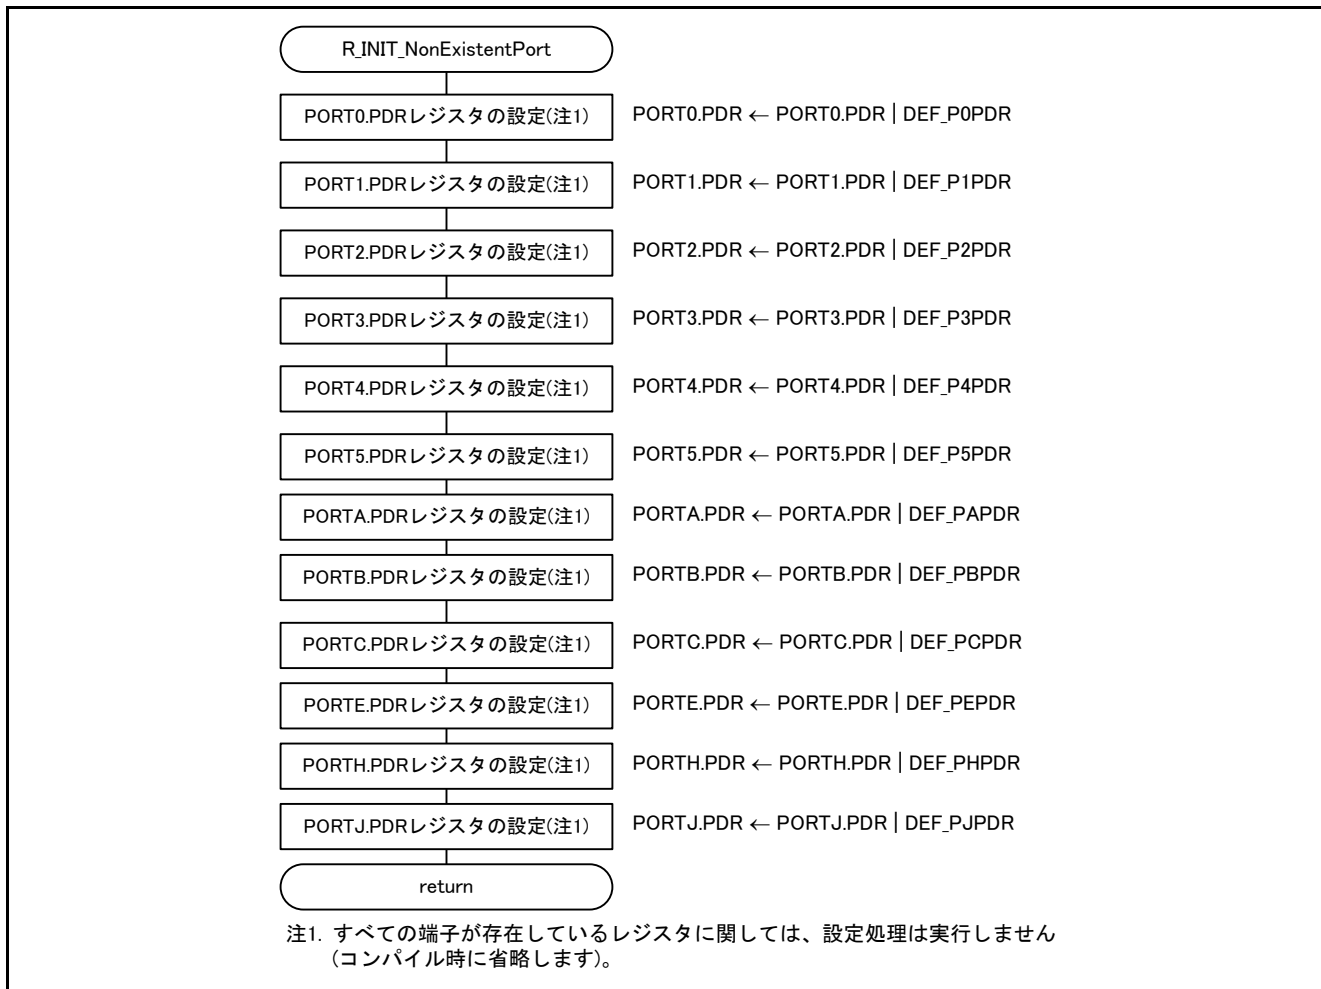 R_INIT_NonExistentPort
PORT0.PDRレジスタの設定(注1) PORT0.PDR ← PORT0.PDR | DEF_P0PDR
PORT1.PDRレジスタの設定(注1) PORT1.PDR ← PORT1.PDR | DEF_P1PDR
PORT2.PDRレジスタの設定(注1) PORT2.PDR ← PORT2.PDR | DEF_P2PDR
PORT3.PDRレジスタの設定(注1) PORT3.PDR ← PORT3.PDR | DEF_P3PDR
PORT4.PDRレジスタの設定(注1) PORT4.PDR ← PORT4.PDR | DEF_P4PDR
PORT5.PDRレジスタの設定(注1) PORT5.PDR ← PORT5.PDR | DEF_P5PDR
PORTA.PDRレジスタの設定(注1) PORTA.PDR ← PORTA.PDR | DEF_PAPDR
PORTB.PDRレジスタの設定(注1) PORTB.PDR ← PORTB.PDR | DEF_PBPDR
PORTC.PDRレジスタの設定(注1) PORTC.PDR ← PORTC.PDR | DEF_PCPDR
PORTE.PDRレジスタの設定(注1) PORTE.PDR ← PORTE.PDR | DEF_PEPDR
PORTH.PDRレジスタの設定(注1) PORTH.PDR ← PORTH.PDR | DEF_PHPDR
PORTJ.PDRレジスタの設定(注1) PORTJ.PDR ← PORTJ.PDR | DEF_PJPDR
return
注1. すべての端子が存在しているレジスタに関しては、設定処理は実行しません
(コンパイル時に省略します)。